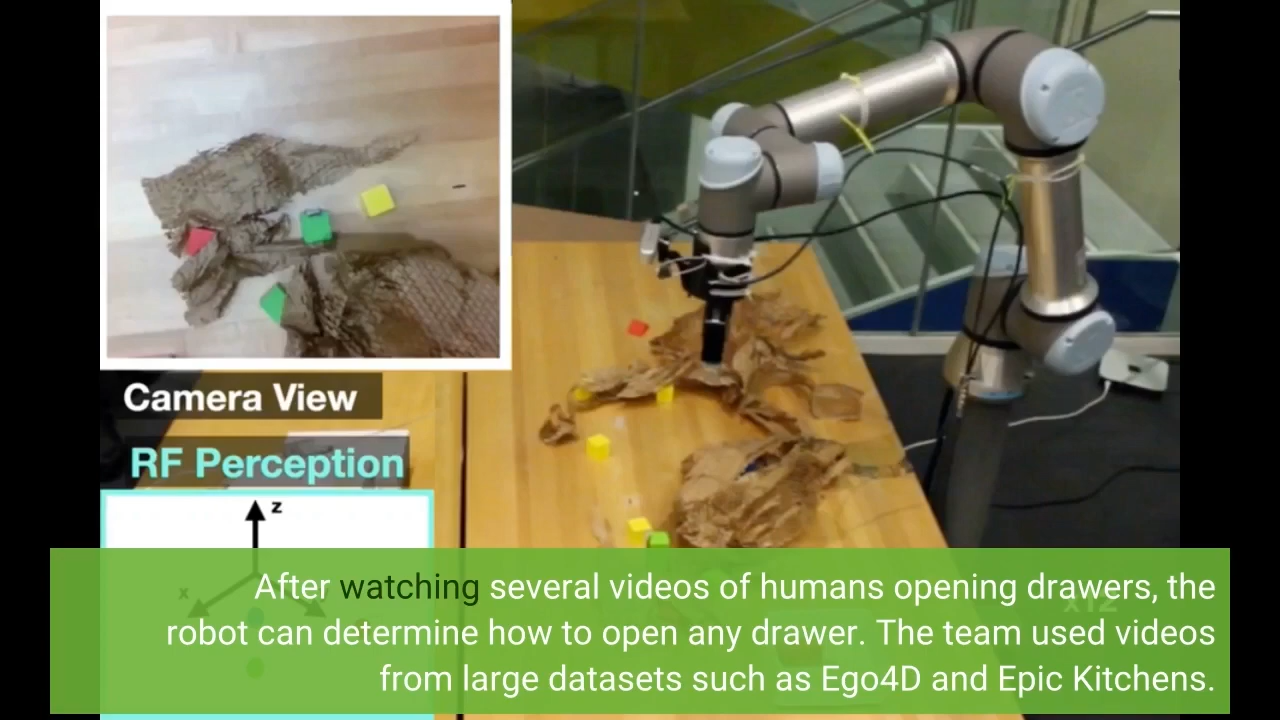 Camera View
RF Perception
z
x
x12
After watching several videos of humans opening drawers, the
robot can determine how to open any drawer. The team used videos
from large datasets such as Ego4D and Epic Kitchens.